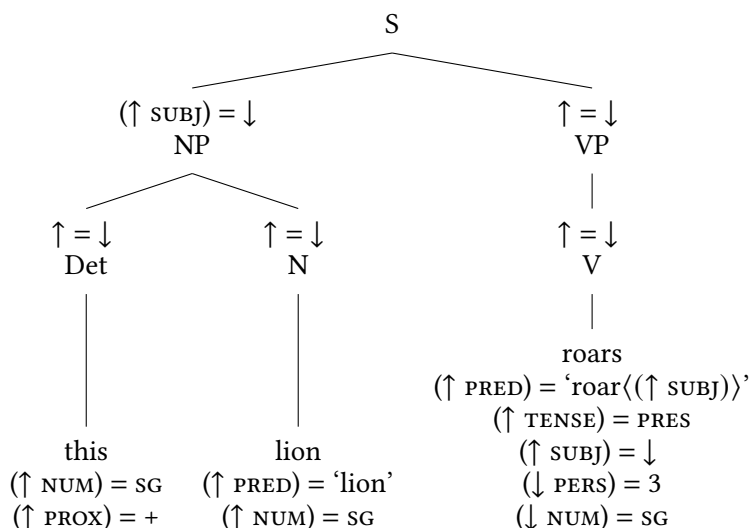 S
(↑ SUBJ) = ↓ ↑ = ↓
NP VP
↑ = ↓ ↑ = ↓ ↑ = ↓
Det N V
roars
(↑ PRED) = ‘roar⟨(↑ SUBJ)⟩’
(↑ TENSE) = PRES
this lion (↑ SUBJ) = ↓
(↑ NUM) = SG (↑ PRED) = ‘lion’ (↓ PERS) = 3
(↑ PROX) = + (↑ NUM) = SG (↓ NUM) = SG